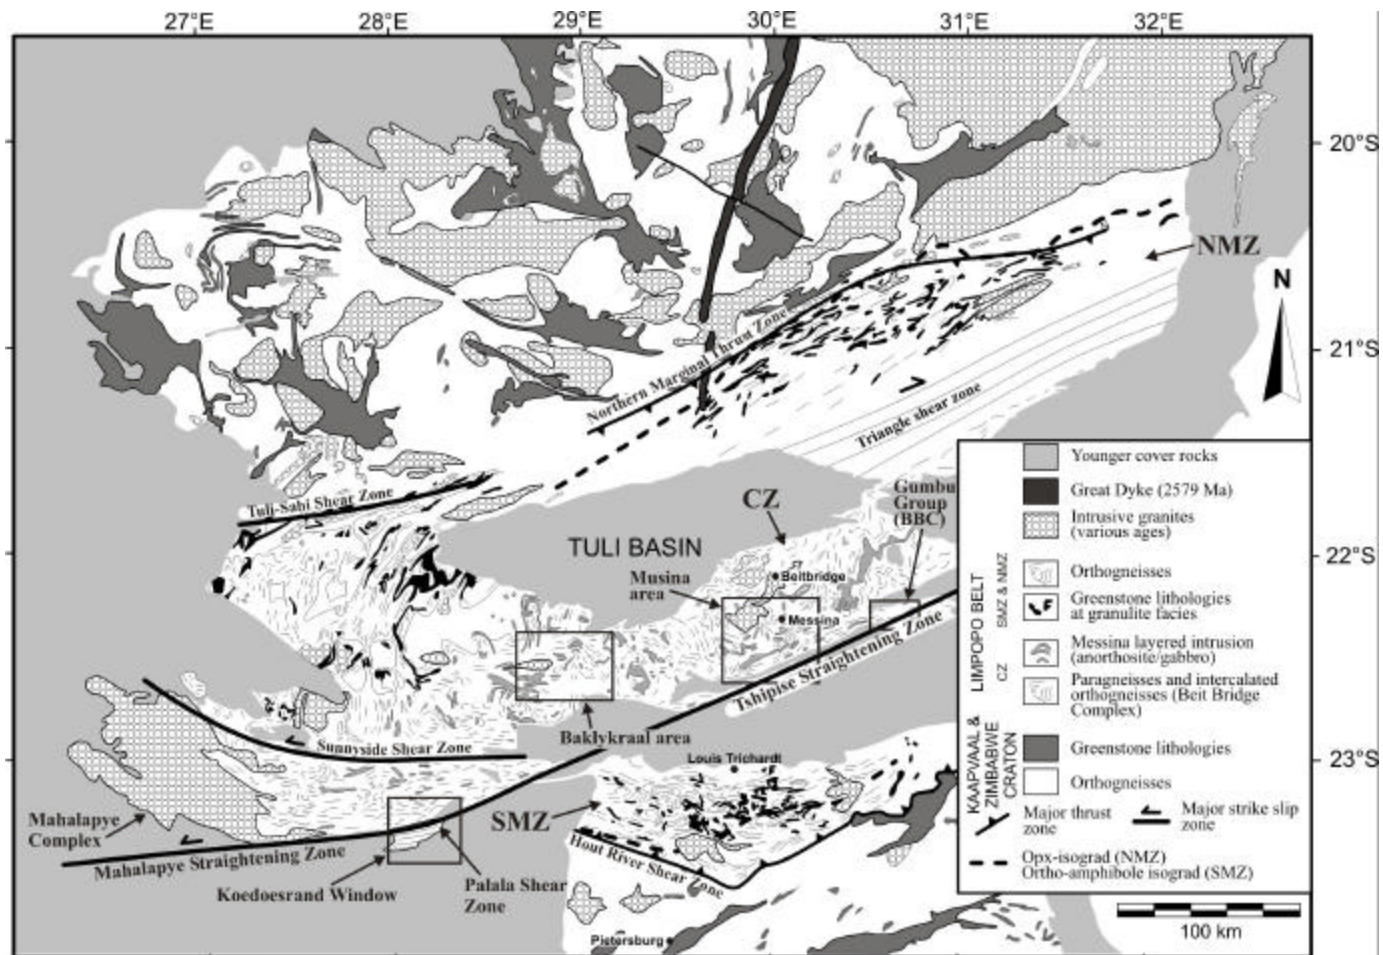 27°E 28°E 29°E 30°E 31°E 32°E
20°S
NMZ
N
21°S
Northern Marginal Thrust Zone
Triangle shear zone
Tuli-Sabi Shear Zone
CZ
Gumbu
Group
(BBC)
22°S
TULI BASIN
Musina
area
Beitbridge
Messina
Tshipise Straightening Zone
Baklykraal area
Sunnyside Shear Zone
23°S
Louis Trichardt
SMZ
Mahalapye
Complex
Mahalapye Straightening Zone
Hout River Shear Zone
Koedoesrand Window
Palala Shear
Zone
Pietersburg
Younger cover rocks
Great Dyke (2579 Ma)
Intrusive granites
(various ages)
LIMPOPO BELT
SMZ & NMZ
Orthogneisses
Greenstone lithologies
at granulite facies
CZ
Messina layered intrusion
(anorthosite/gabbro)
Paragneisses and intercalated
orthogneisses (Beit Bridge
Complex)
KAAPVAAL &
ZIMBABWE
CRATON
Greenstone lithologies
Orthogneisses
Major thrust
zone
Major strike slip
zone
Opx-isograd (NMZ)
Ortho-amphibole isograd (SMZ)
100 km